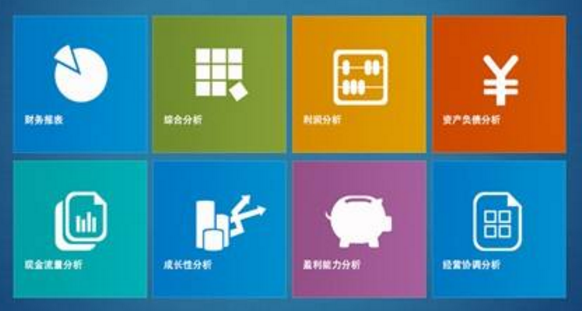 财务报表
综合分析
利润分析
资产负债分析
现金流量分析
成长性分析
盈利能力分析
经营协调分析